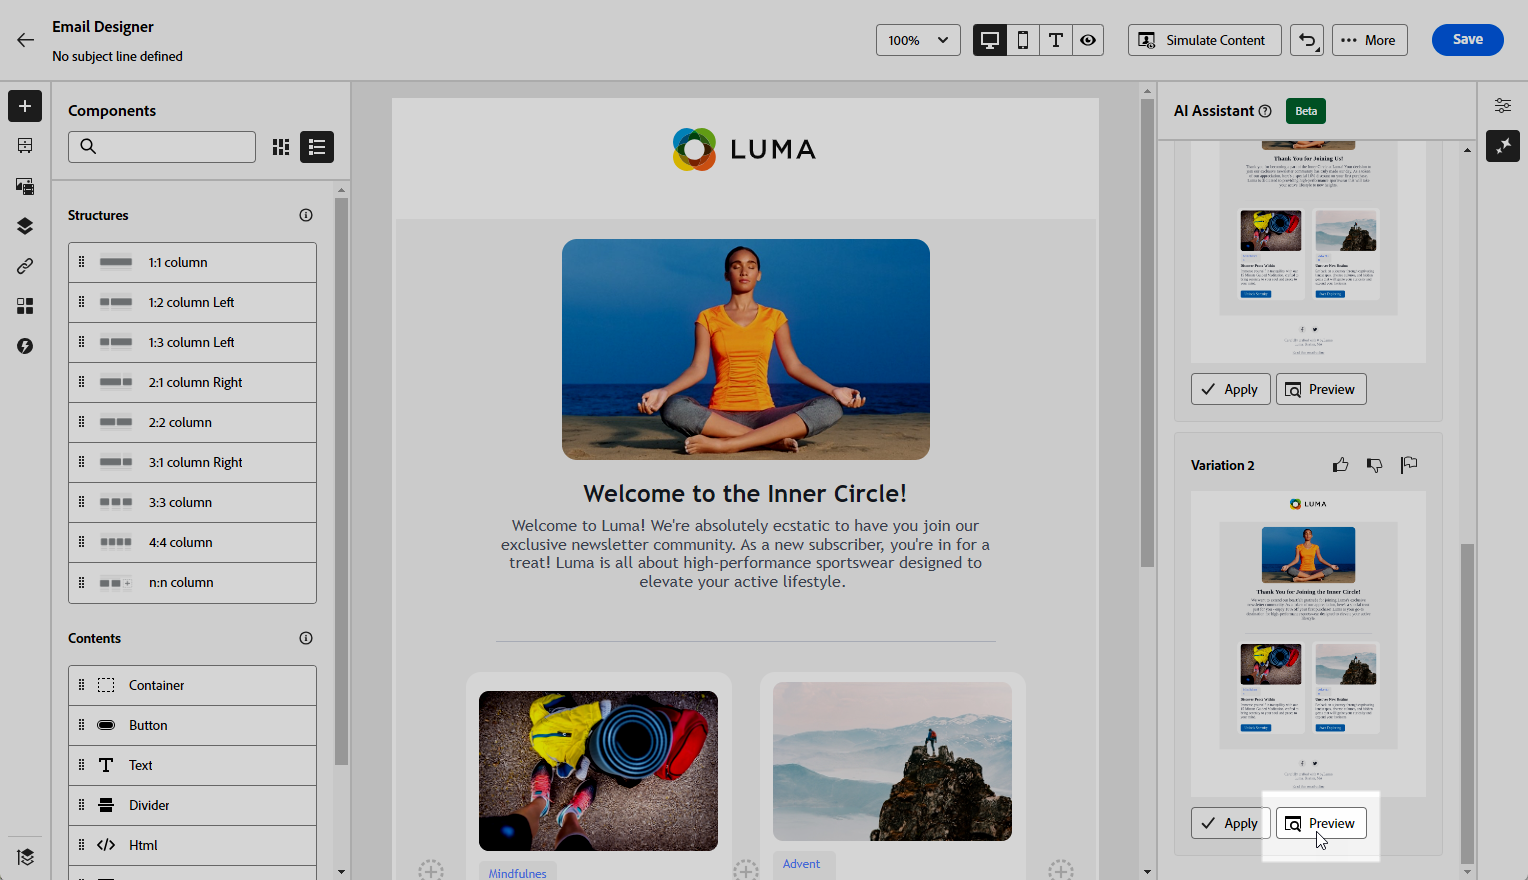 Email Designer
No subject line defined
100%
Simulate Content
More
Save
Components
Structures
1:1 column
1:2 column Left
1:3 column Left
2:1 column Right
2:2 column
3:1 column Right
3:3 column
4:4 column
n:n column
Contents
Container
Button
Text
Divider
Html
LUMA
Welcome to the Inner Circle!
Welcome to Luma! We're absolutely ecstatic to have you join our
exclusive newsletter community. As a new subscriber, you're in for a
treat! Luma is all about high-performance sportswear designed to
elevate your active lifestyle.
Mindfulnes
Advent
AI Assistant
Beta
Thank You for Joining Us!
Apply
Preview
Variation 2
LUMA
Thank You for Joining the Inner Circle!
Apply
Preview